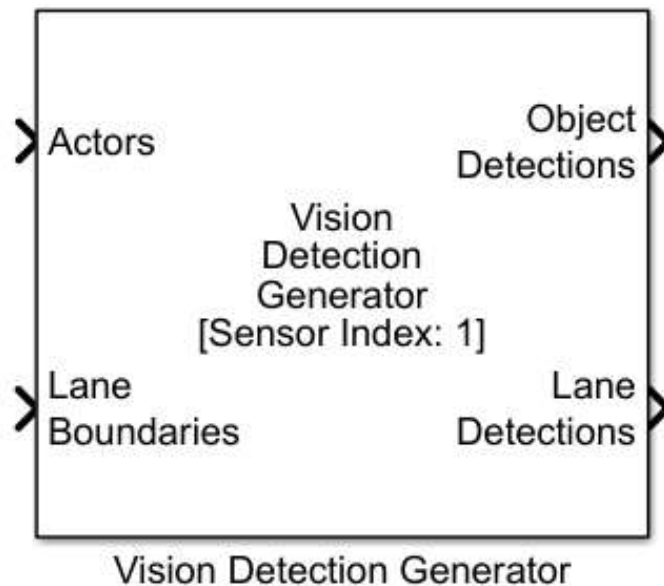 Actors
Object
Detections
Vision
Detection
Generator
[Sensor Index: 1]
Lane
Boundaries
Lane
Detections
Vision Detection Generator